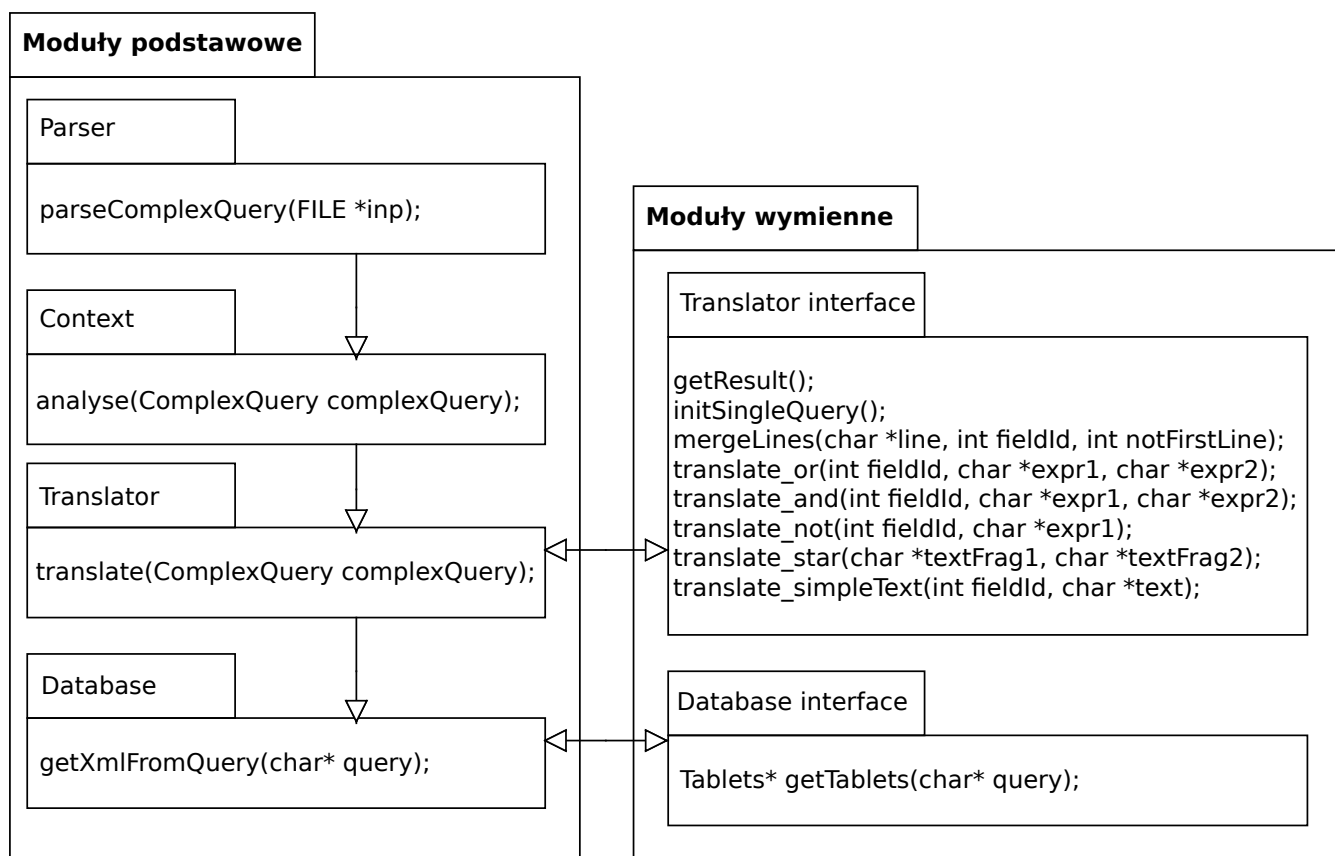 Moduły podstawowe
Parser
parseComplexQuery(FILE *inp);
Context
analyse(ComplexQuery complexQuery);
Translator
translate(ComplexQuery complexQuery);
Database
getXmlFromQuery(char* query);
Moduły wymienne
Translator interface
getResult();
initSingleQuery();
mergeLines(char *line, int fieldId, int notFirstLine);
translate_or(int fieldId, char *expr1, char *expr2);
translate_and(int fieldId, char *expr1, char *expr2);
translate_not(int fieldId, char *expr1);
translate_star(char *textFrag1, char *textFrag2);
translate_simpleText(int fieldId, char *text);
Database interface
Tablets* getTablets(char* query);